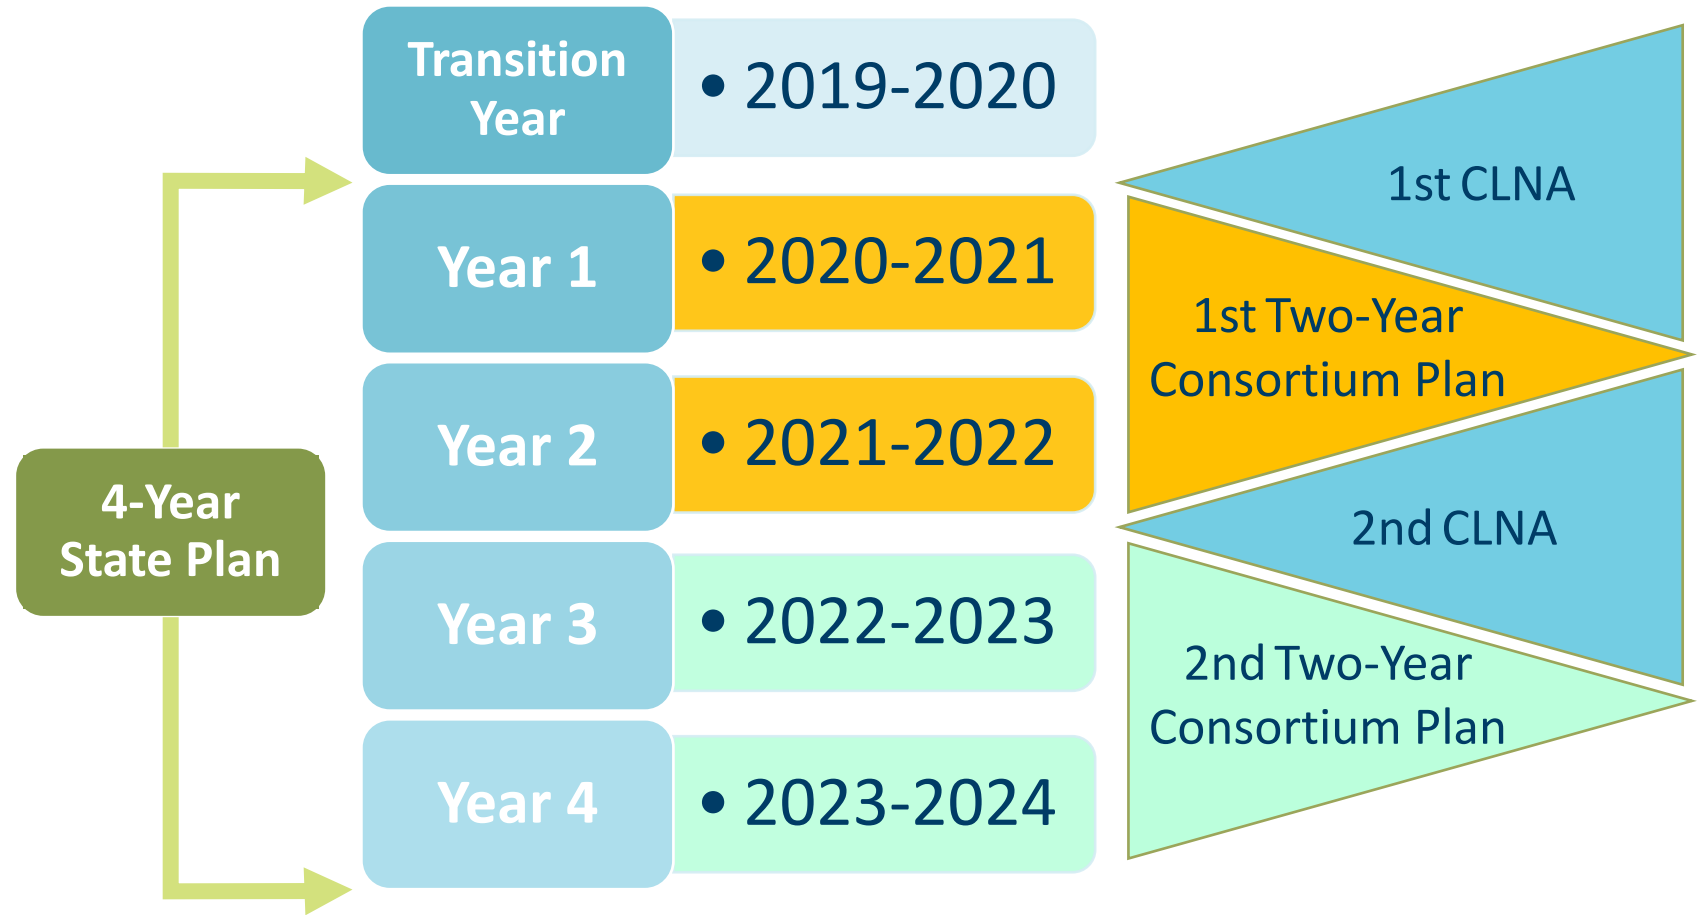 Transition
Year
• 2019-2020
Year 1
• 2020-2021
Year 2
• 2021-2022
Year 3
• 2022-2023
Year 4
• 2023-2024
4-Year
State Plan
1st CLNA
1st Two-Year
Consortium Plan
2nd CLNA
2nd Two-Year
Consortium Plan